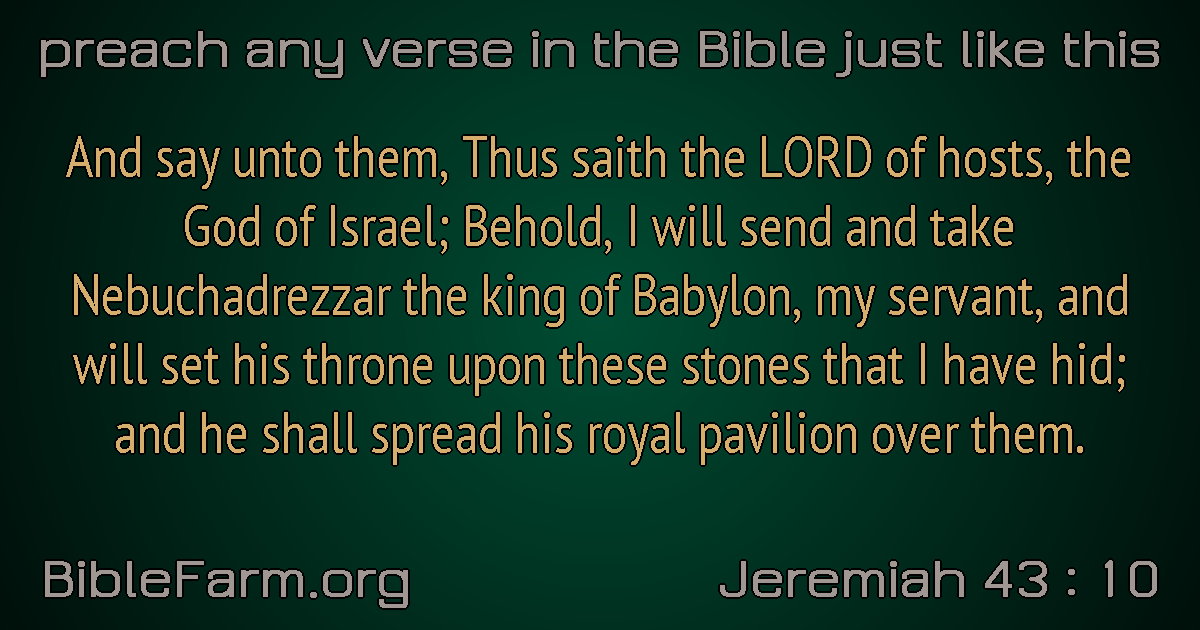 preach any verse in the Bible just like this
And say unto them, Thus saith the LORD of hosts, the
God of Israel; Behold, I will send and take
Nebuchadrezzar the king of Babylon, my servant, and
will set his throne upon these stones that I have hid;
and he shall spread his royal pavilion over them.
BibleFarm.org
Jeremiah 43 : 10